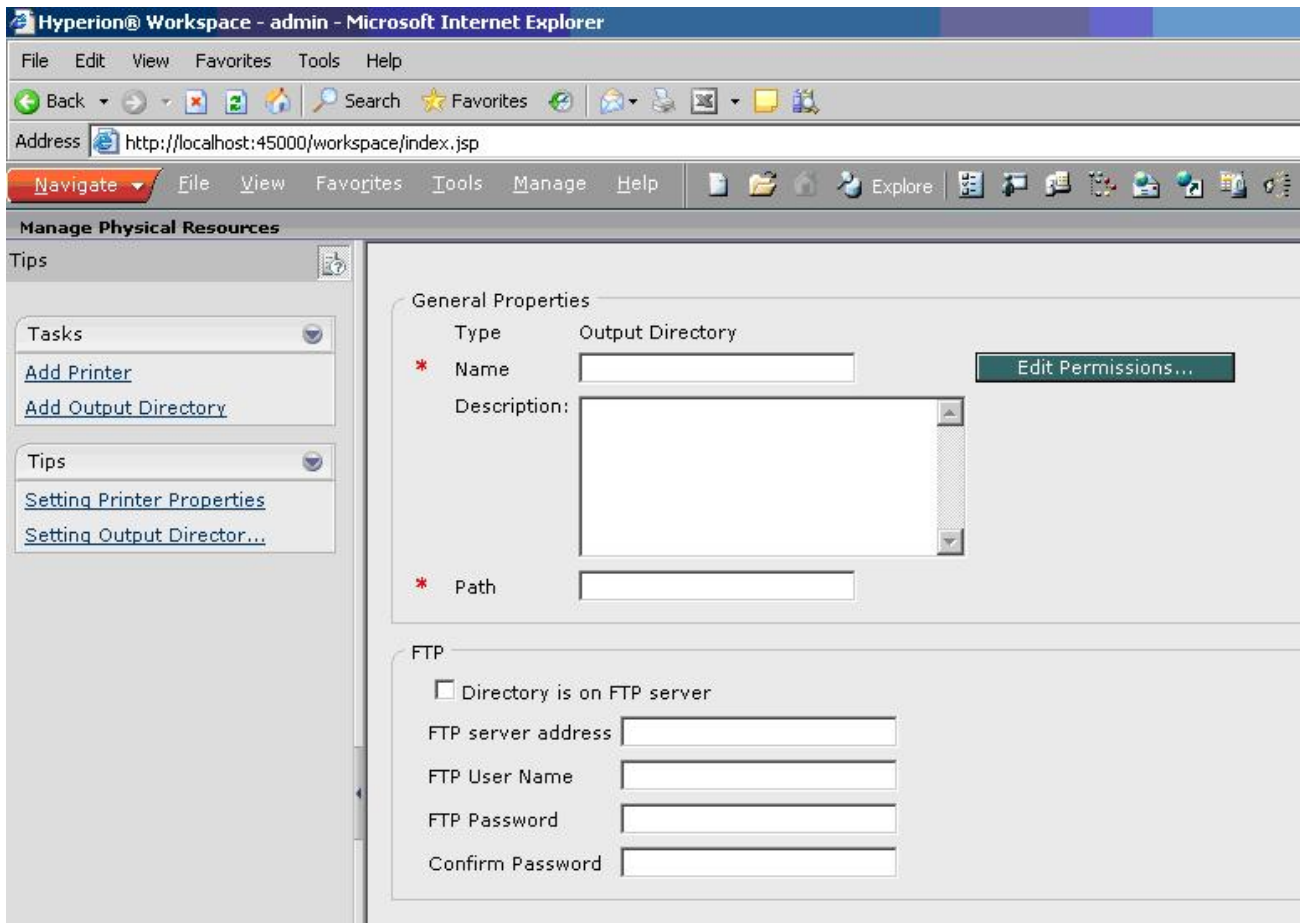 Hyperion® Workspace - admin - Microsoft Internet Explorer
File Edit View Favorites Tools Help
Back Search Favorites
Address http://localhost:45000/workspace/index.jsp
Navigate File View Favorites Tools Manage Help Explore
Manage Physical Resources
Tips
Tasks
Add Printer
Add Output Directory
Tips
Setting Printer Properties
Setting Output Director...
General Properties
Type Output Directory
* Name Edit Permissions...
Description:
* Path
FTP
Directory is on FTP server
FTP server address
FTP User Name
FTP Password
Confirm Password